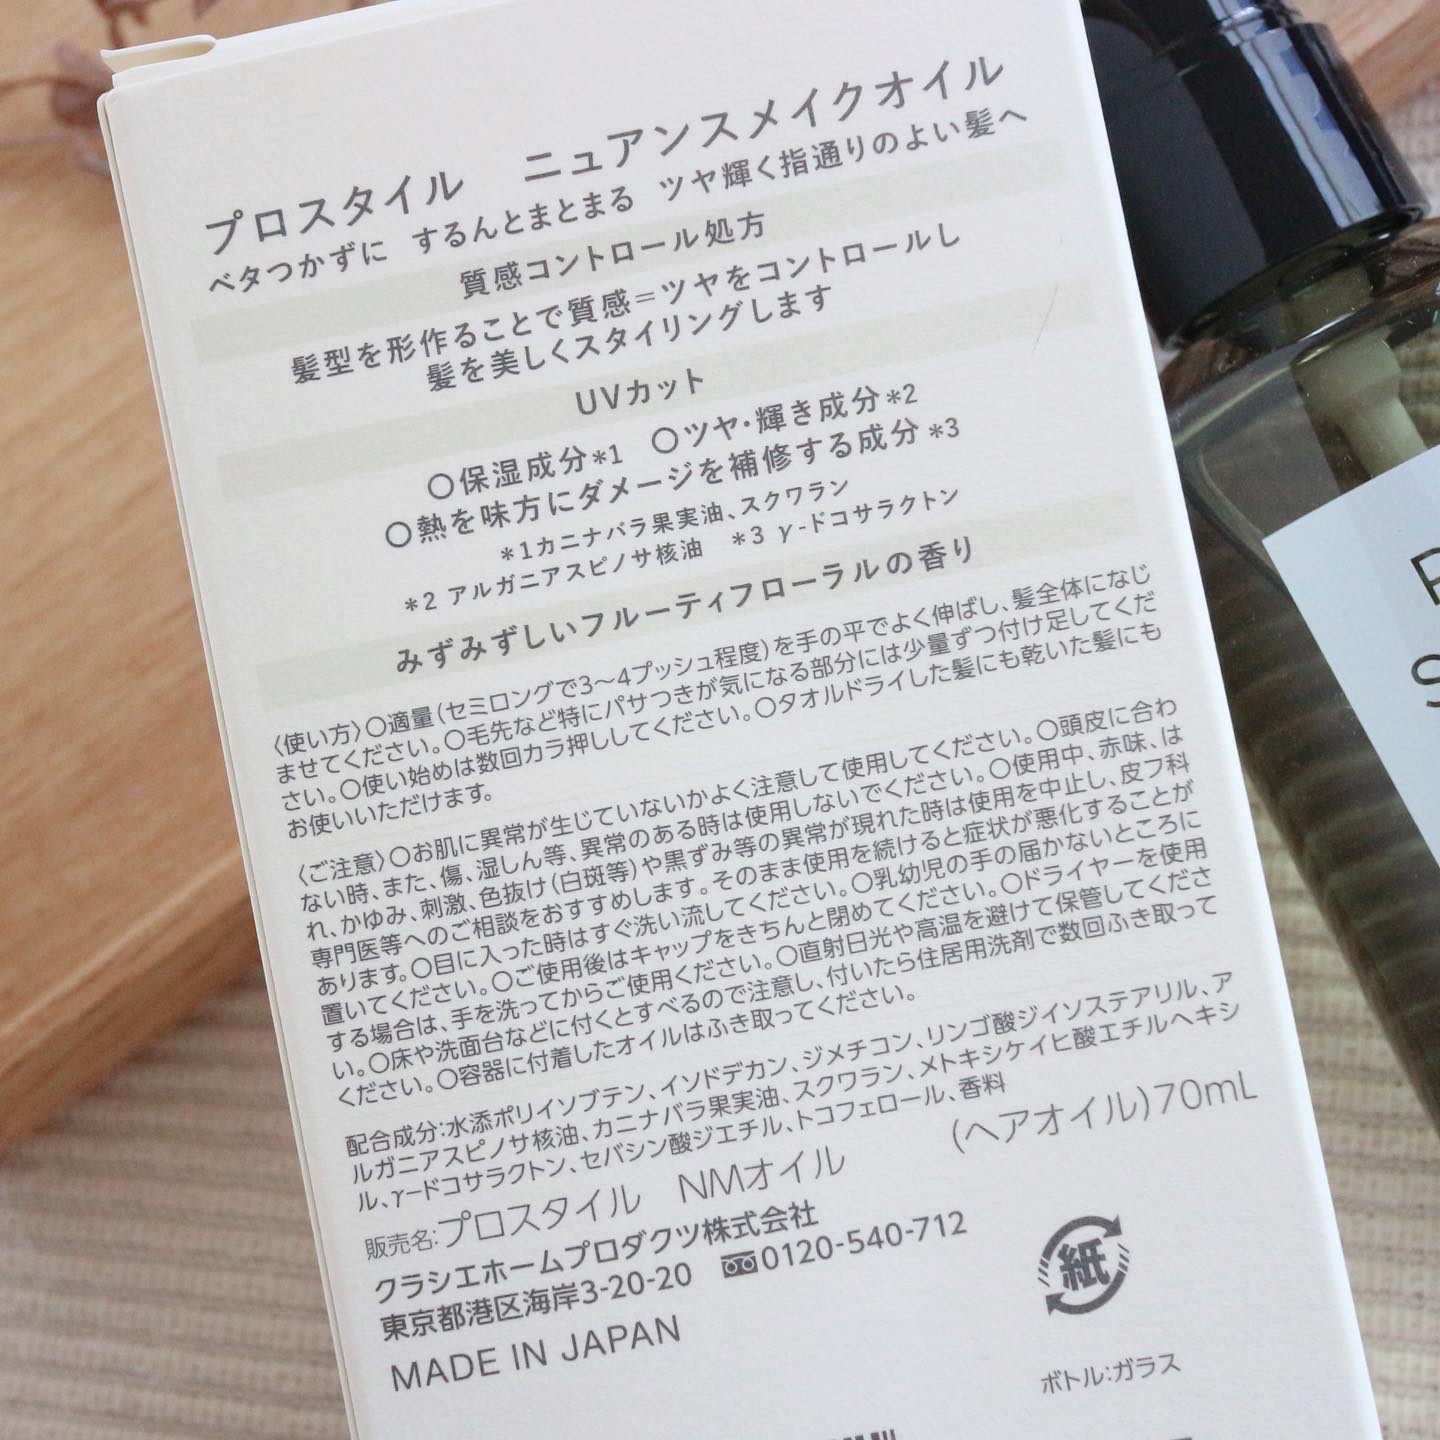 プロスタイル　ニュアンスメイクオイル
ベタつかずに　するんとまとまる　ツヤ輝く指通りのよい髪へ
質感コントロール処方
髪型を形作ることで質感＝ツヤをコントロールし
髪を美しくスタイリングします
UVカット
〇保湿成分*1　〇ツヤ・輝き成分*2
〇熱を味方にダメージを補修する成分*3
*1カニナバラ果実油、スクワラン
*2 アルガニアスピノサ核油　*3 γ-ドコサラクトン
みずみずしいフルーティフローラルの香り
〈使い方〉〇適量(セミロングで3〜4プッシュ程度)を手の平でよく伸ばし、髪全体になじ
ませてください。〇毛先など特にパサつきが気になる部分には少量ずつ付け足してくだ
さい。〇使い始めは数回カラ押ししてください。〇タオルドライした髪にも乾いた髪にも
お使いいただけます。
〈ご注意〉〇お肌に異常が生じていないかよく注意して使用してください。〇頭皮に合わ
ない時、また、傷、湿しん等、異常のある時は使用しないでください。〇使用中、赤味、は
れ、かゆみ、刺激、色抜け(白斑等)や黒ずみ等の異常が現れた時は使用を中止し、皮フ科
専門医等へのご相談をおすすめします。そのまま使用を続けると症状が悪化することが
あります。〇目に入った時はすぐ洗い流してください。〇乳幼児の手の届かないところに
置いてください。〇ご使用後はキャップをきちんと閉めてください。〇ドライヤーを使用
する場合は、手を洗ってからご使用ください。〇直射日光や高温を避けて保管してくださ
い。〇床や洗面台などに付くとすべるので注意し、付いたら住居用洗剤で数回ふき取って
ください。〇容器に付着したオイルはふき取ってください。
配合成分:水添ポリイソブテン、イソドデカン、ジメチコン、リンゴ酸ジイソステアリル、ア
ルガニアスピノサ核油、カニナバラ果実油、スクワラン、メトキシケイヒ酸エチルヘキシ
ル、γ-ドコサラクトン、セバシン酸ジエチル、トコフェロール、香料
販売名:プロスタイル　NMオイル　(ヘアオイル)70mL
クラシエホームプロダクツ株式会社
東京都港区海岸3-20-20　0120-540-712
MADE IN JAPAN
紙
ボトル:ガラス